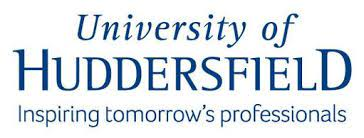 University of
HUDDERSFIELD
Inspiring tomorrow's professionals